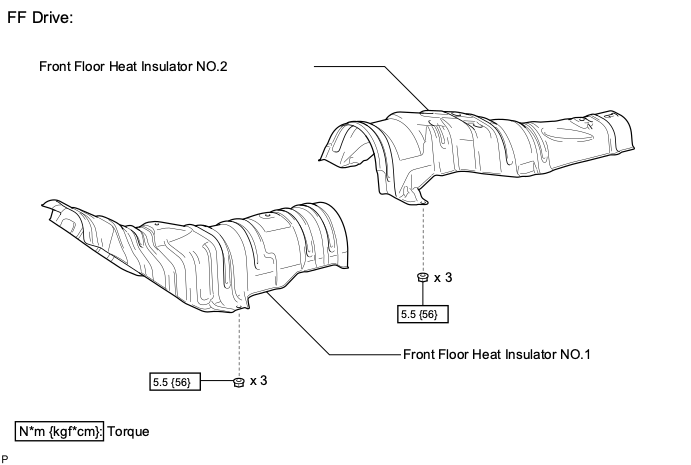 FF Drive:
Front Floor Heat Insulator NO.2
x 3
5.5 {56}
Front Floor Heat Insulator NO.1
5.5 {56} x 3
N*m {kgf*cm}: Torque
P